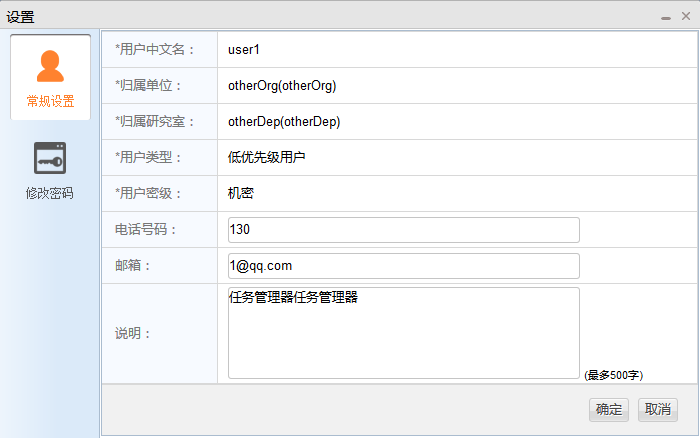 设置
常规设置
修改密码
*用户中文名： user1
*归属单位： otherOrg(otherOrg)
*归属研究室： otherDep(otherDep)
*用户类型： 低优先级用户
*用户密级： 机密
电话号码： 130
邮箱： 1@qq.com
说明： 任务管理器任务管理器
(最多500字)
确定 取消